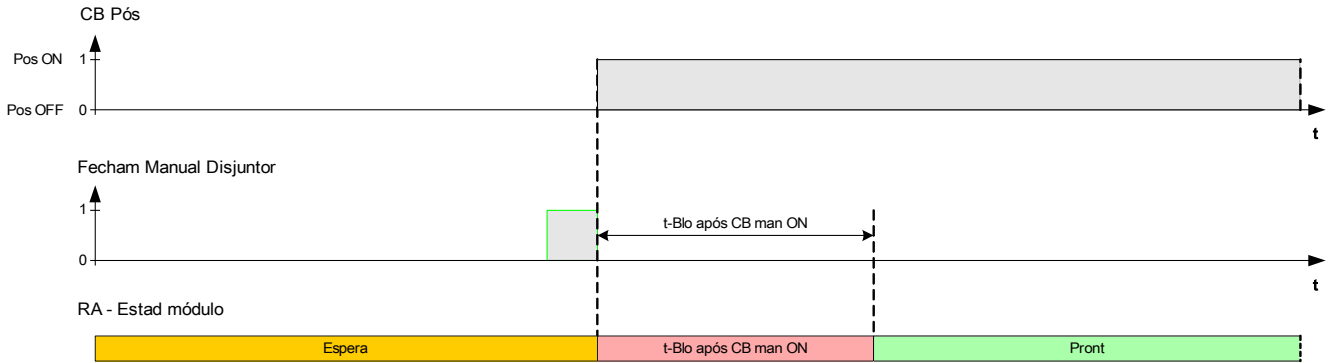 CB Pós
Pos ON 1
Pos OFF 0
t
Fecham Manual Disjuntor
1
t-Blo após CB man ON
0
t
RA - Estad módulo
Espera t-Blo após CB man ON Pront